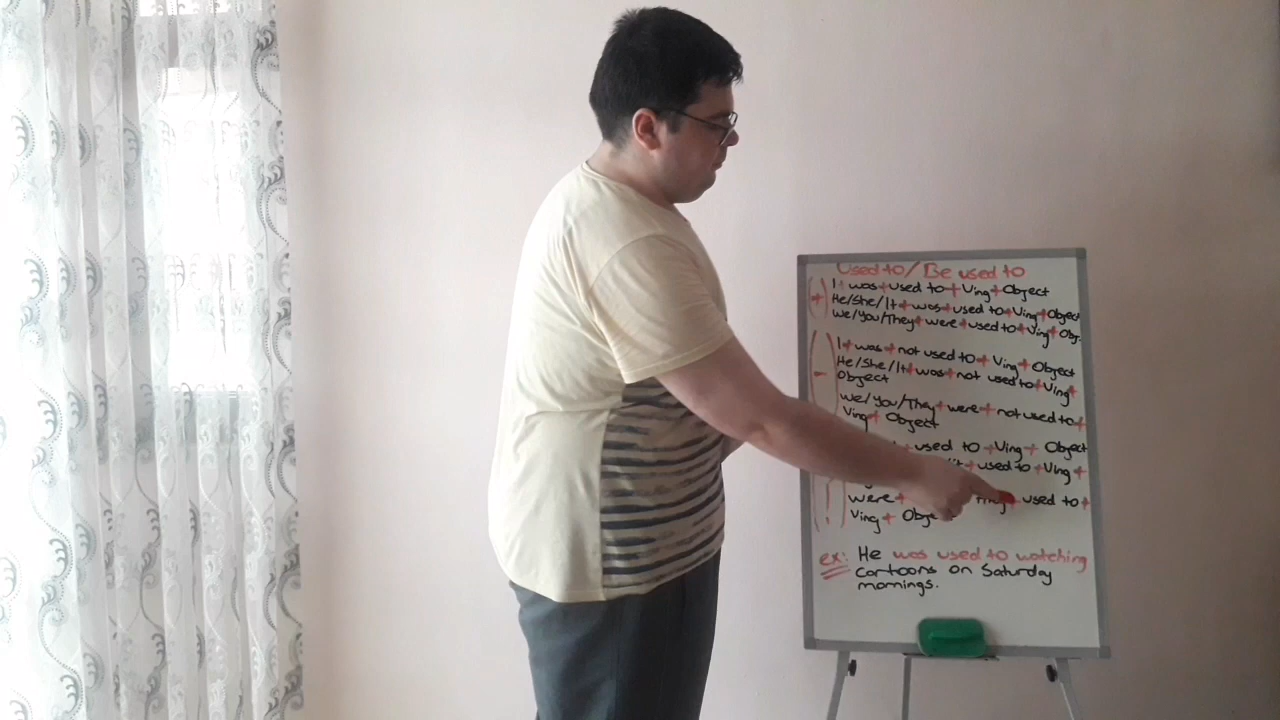 Used to / Be used to
(+) I + was + used to + Ving + Object
He/She/It + was + used to + Ving + Object
We/You/They + were + used to + Ving + Obj.
(-) I + was + not used to + Ving + Object
He/She/It + was + not used to + Ving +
Object
We/You/They + were + not used to +
Ving + Object
used to + Ving + Object
+ used to + Ving +
were + + used to +
Ving +
ex: He was used to watching
cartoons on Saturday
mornings.